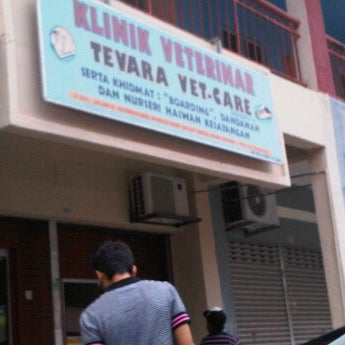 KLINIK VETERINAR
TEVARA VET-CARE
SERTA KHIDMAT : "BOARDING", DANDANAN
DAN NURSERI HAIWAN KESAYANGAN